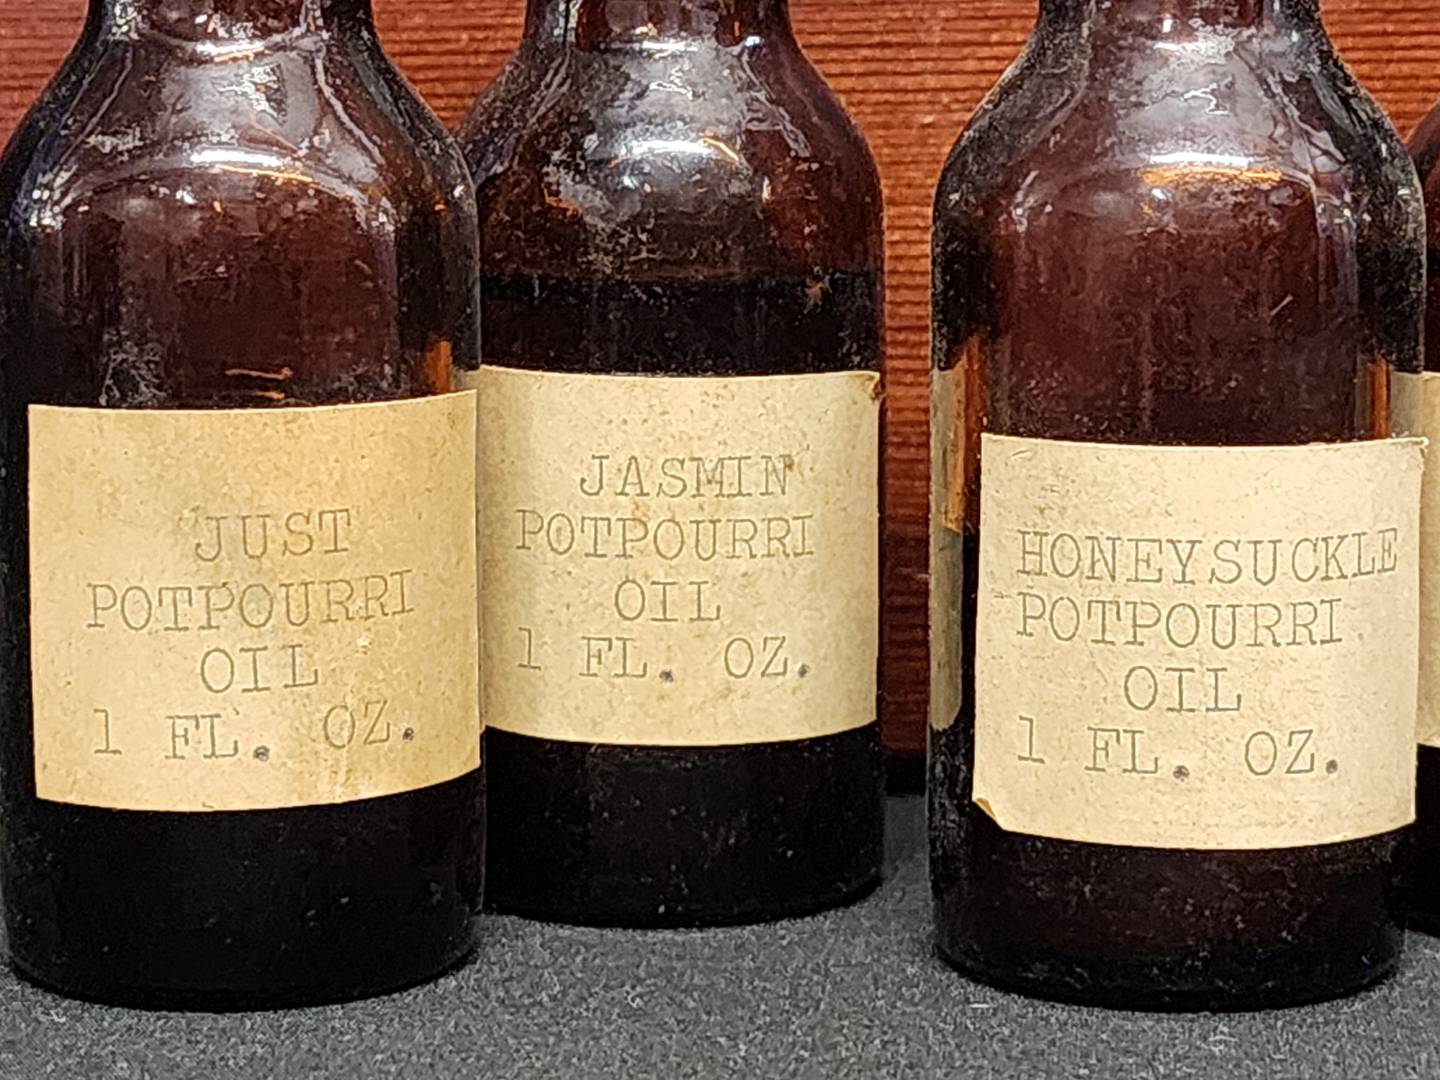 JUST
POTPOURRI
OIL
1 FL. OZ.
JASMIN
POTPOURRI
OIL
1 FL. OZ.
HONEYSUCKLE
POTPOURRI
OIL
1 FL. OZ.